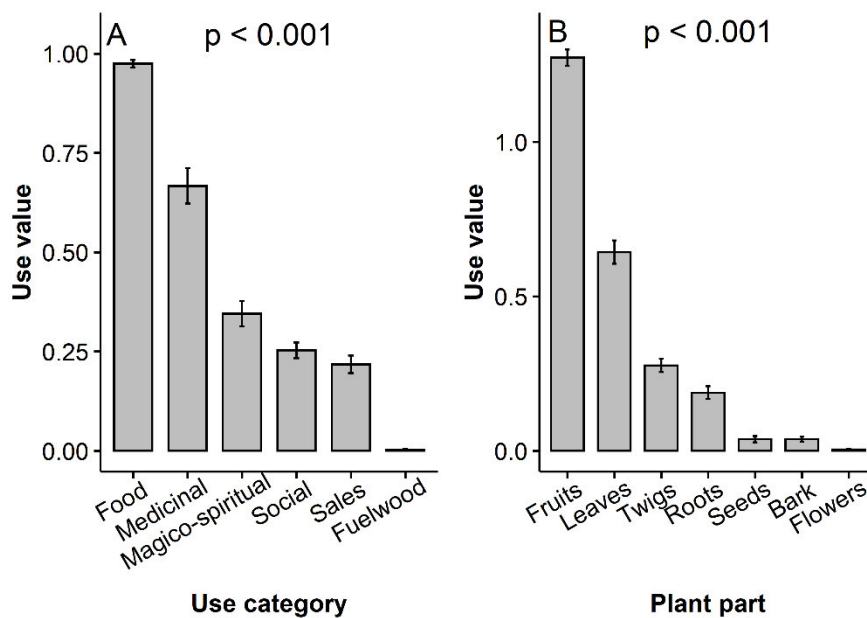 A
p < 0.001
1.00
0.75
0.50
0.25
0.00
Use value
Food
Medicinal
Magico-spiritual
Social
Sales
Fuelwood
Use category
B
p < 0.001
1.0
0.5
0.0
Use value
Fruits
Leaves
Twigs
Roots
Seeds
Bark
Flowers
Plant part